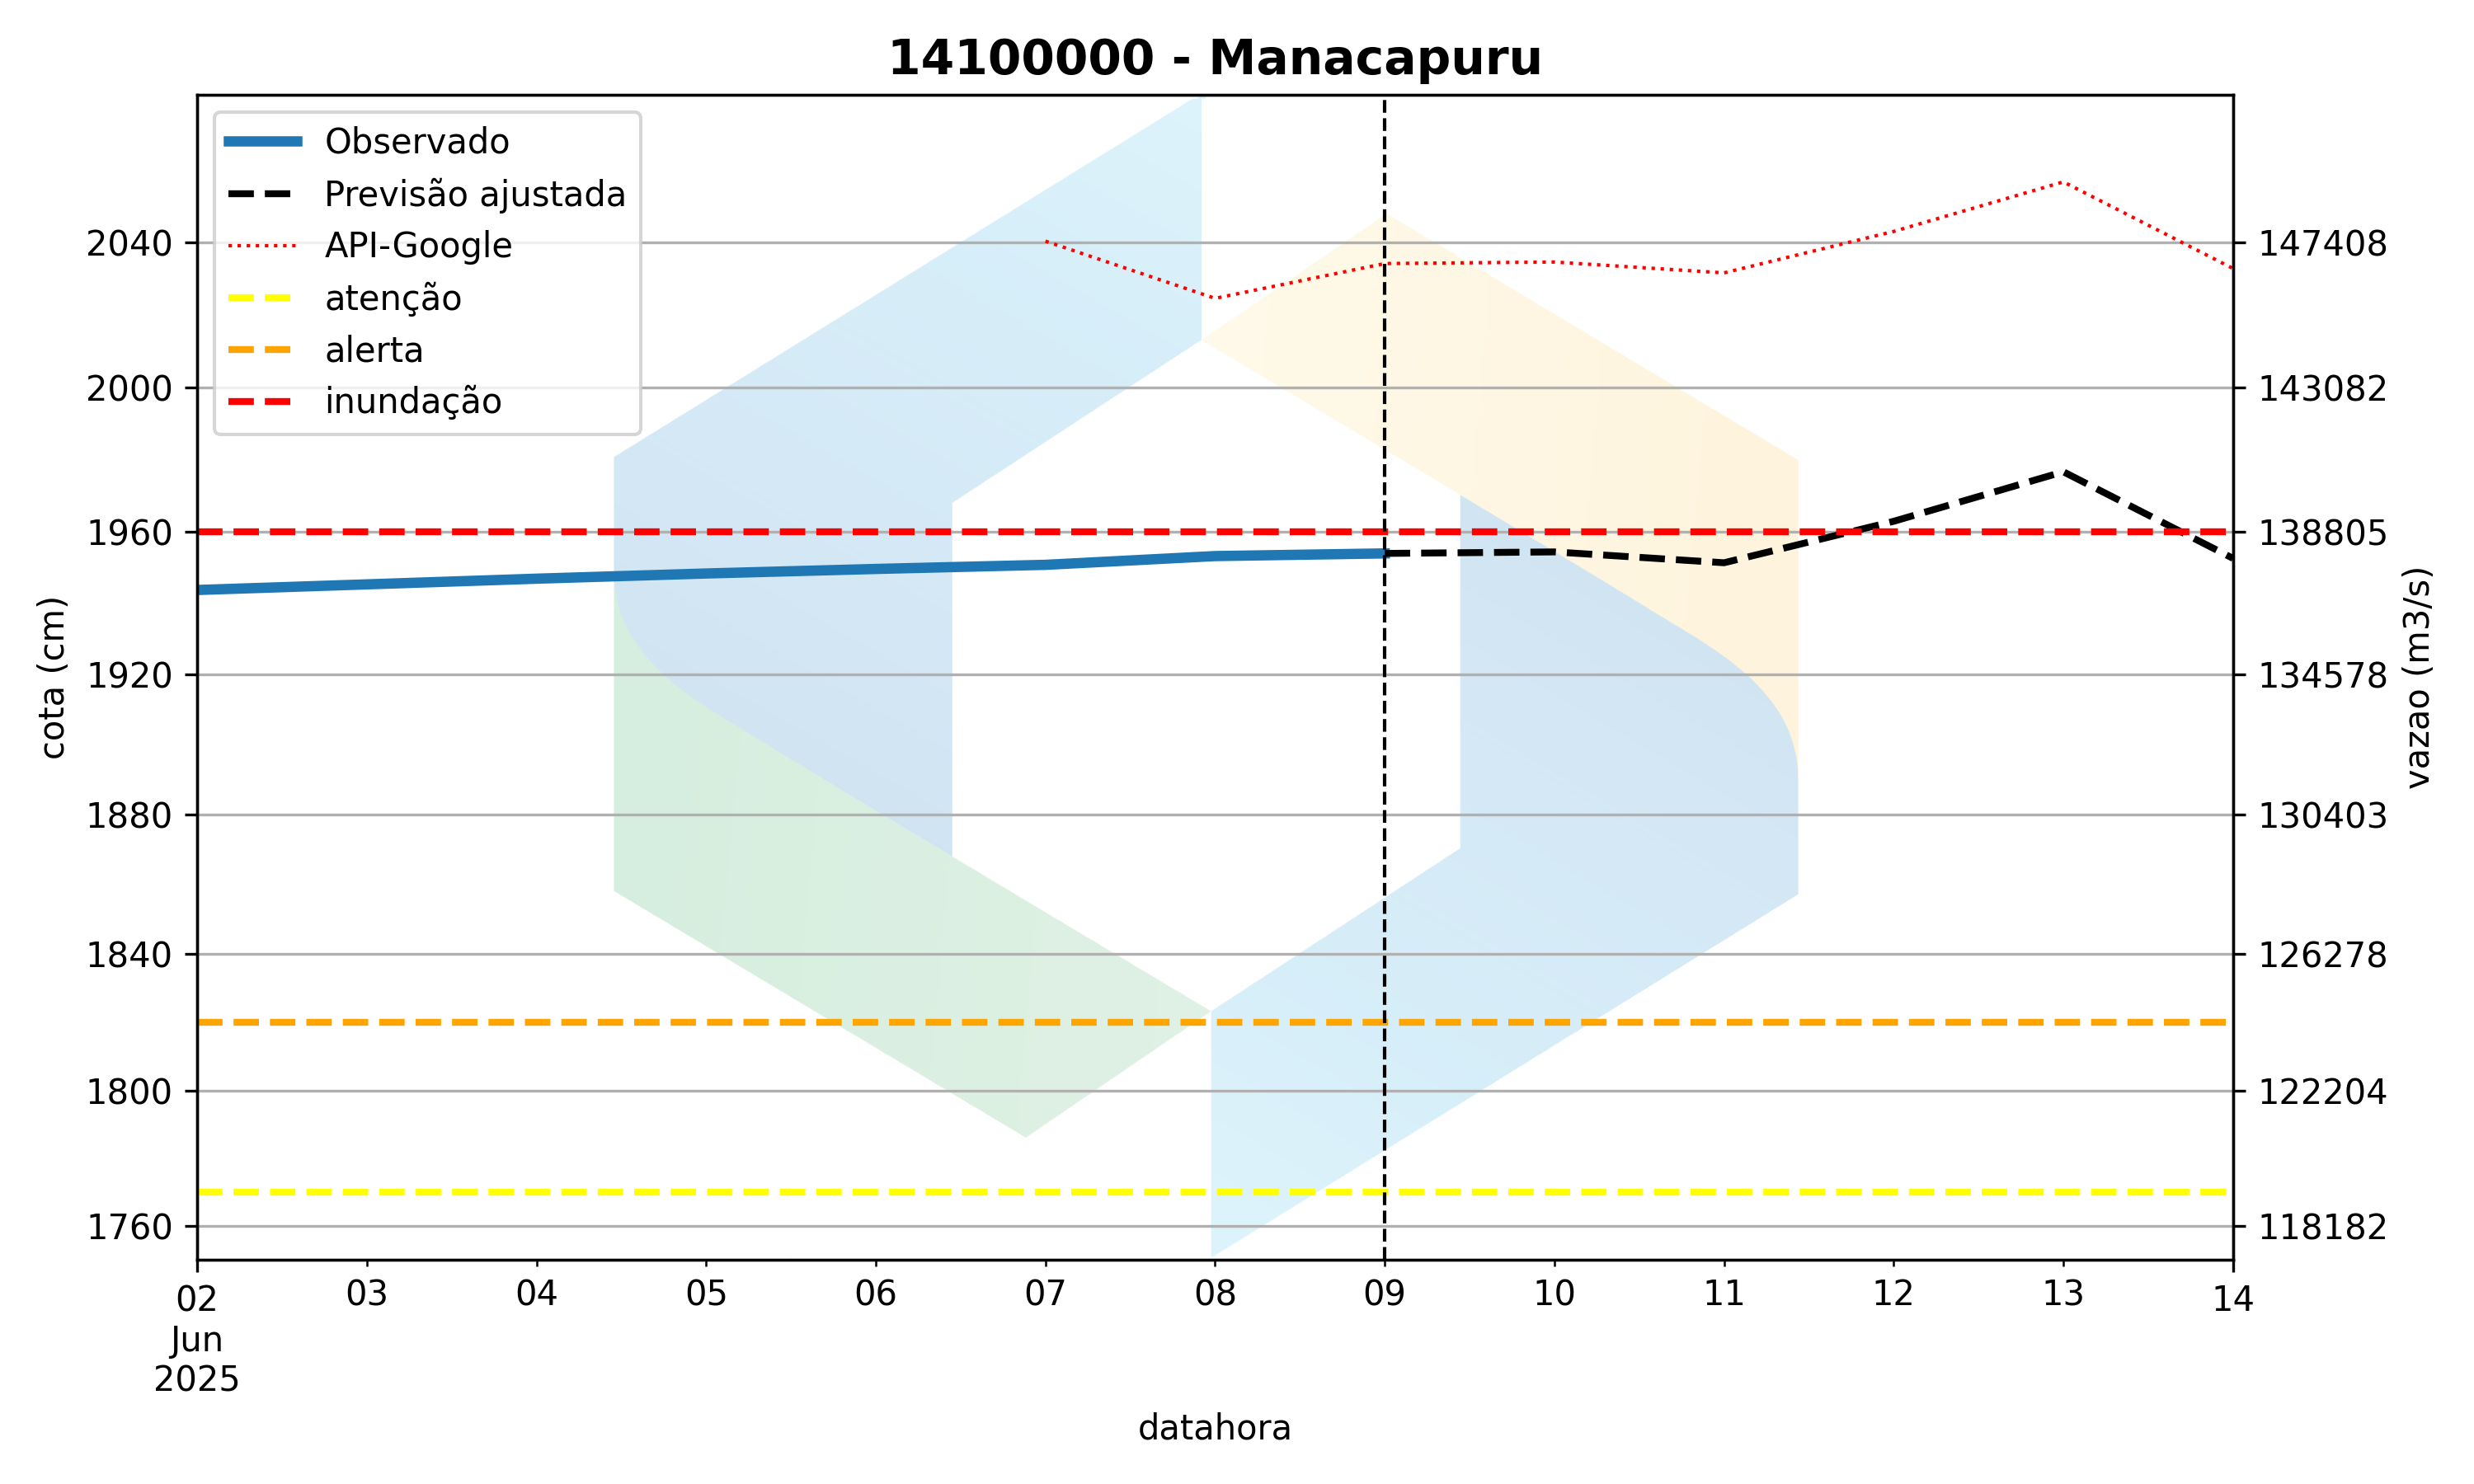 14100000 - Manacapuru
Observado
Previsão ajustada
API-Google
atenção
alerta
inundação
2040
2000
1960
1920
1880
1840
1800
1760
cota (cm)
147408
143082
138805
134578
130403
126278
122204
118182
vazao (m3/s)
02 03 04 05 06 07 08 09 10 11 12 13 14
Jun
2025
datahora